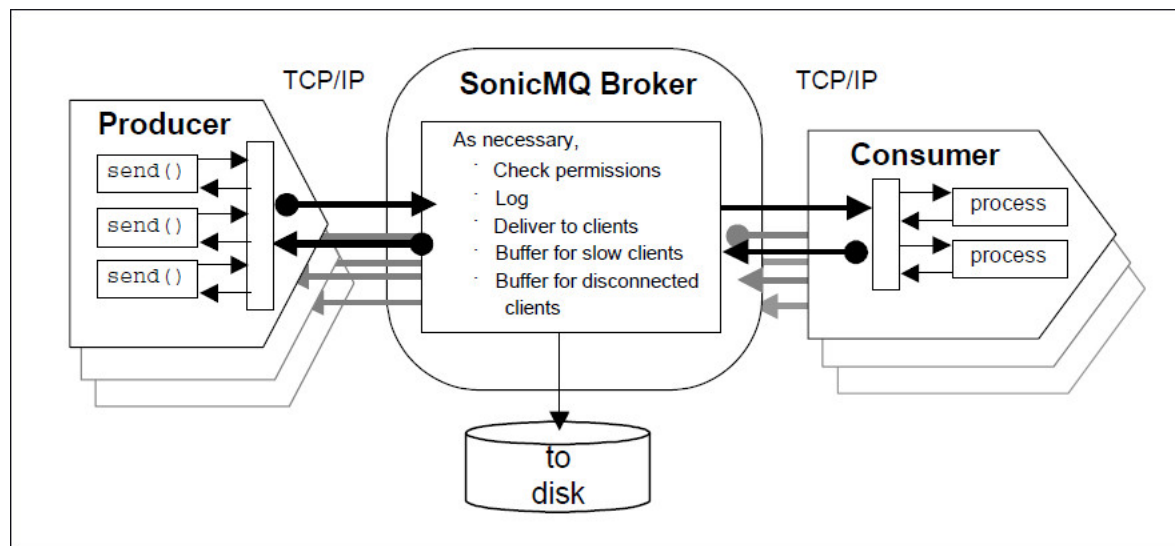 TCP/IP
SonicMQ Broker
TCP/IP
Producer
send()
send()
send()
As necessary,
· Check permissions
· Log
· Deliver to clients
· Buffer for slow clients
· Buffer for disconnected
clients
Consumer
process
process
to
disk